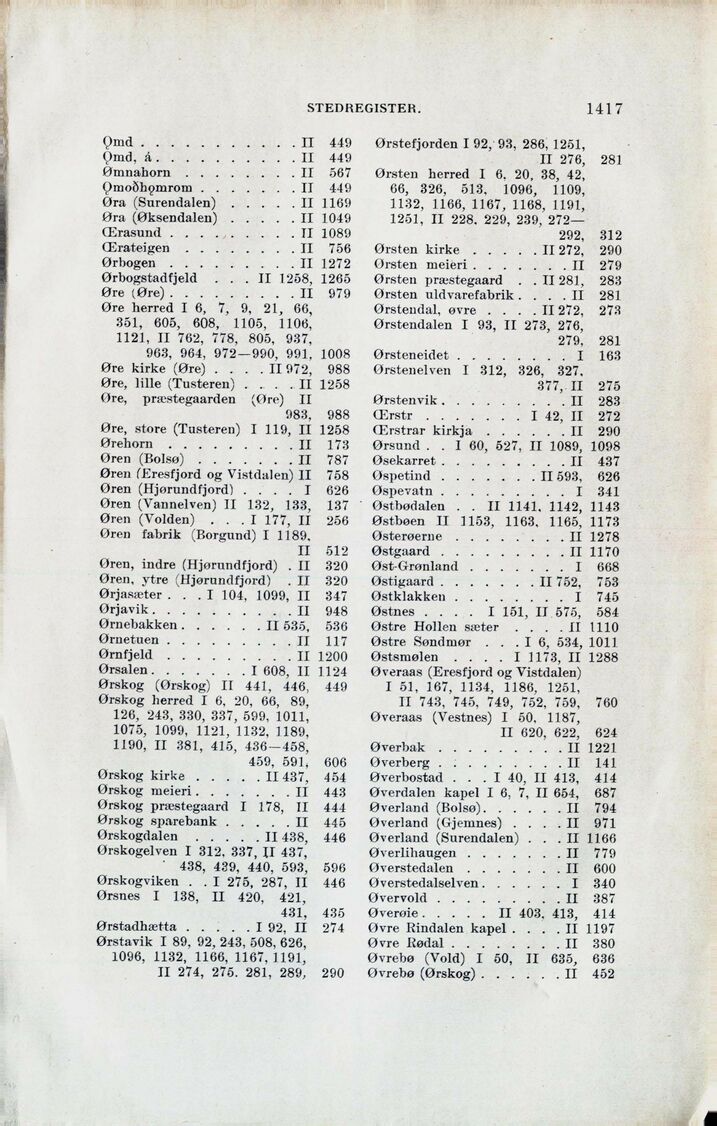 STEDREGISTER. 1417
Ǫmd . . . . . . . . . . . II 449
Ǫmd, á . . . . . . . . . . II 449
Ømnahorn . . . . . . . . II 567
Ǫmoðhǫmrom . . . . . . . II 449
Øra (Surendalen) . . . . . II 1169
Øra (Øksendalen) . . . . . II 1049
Œrasund . . . . . . . . . II 1089
Œrateigen . . . . . . . . II 756
Ørbogen . . . . . . . . . II 1272
Ørbogstadfjeld . . . II 1258, 1265
Øre (Øre) . . . . . . . . . II 979
Øre herred I 6, 7, 9, 21, 66,
351, 605, 608, 1105, 1106,
1121, II 762, 778, 805, 937,
963, 964, 972—990, 991, 1008
Øre kirke (Øre) . . . . II 972, 988
Øre, lille (Tusteren) . . . . II 1258
Øre, præstegaarden (Øre) II
983, 988
Øre, store (Tusteren) I 119, II 1258
Ørehorn . . . . . . . . . II 173
Øren (Bolsø) . . . . . . . II 787
Øren (Eresfjord og Vistdalen) II 758
Øren (Hjørundfjord) . . . . I 626
Øren (Vannelven) II 132, 133, 137
Øren (Volden) . . . I 177, II 256
Øren fabrik (Borgund) I 1189,
II 512
Øren, indre (Hjørundfjord) . II 320
Øren, ytre (Hjørundfjord) . II 320
Ørjasæter . . . I 104, 1099, II 347
Ørjavik . . . . . . . . . . II 948
Ørnebakken . . . . . . II 535, 536
Ørnetuen . . . . . . . . . II 117
Ørnfjeld . . . . . . . . . II 1200
Ørsalen . . . . . . . I 608, II 1124
Ørskog (Ørskog) II 441, 446, 449
Ørskog herred I 6, 20, 66, 89,
126, 243, 330, 337, 599, 1011,
1075, 1099, 1121, 1132, 1189,
1190, II 381, 415, 436—458,
459, 591, 606
Ørskog kirke . . . . . II 437, 454
Ørskog meieri . . . . . . . II 443
Ørskog præstegaard I 178, II 444
Ørskog sparebank . . . . . II 445
Ørskogdalen . . . . . II 438, 446
Ørskogelven I 312, 337, II 437,
438, 439, 440, 593, 596
Ørskogviken . . I 275, 287, II 446
Ørsnes I 138, II 420, 421,
431, 435
Ørstadhætta . . . . . I 92, II 274
Ørstavik I 89, 92, 243, 508, 626,
1096, 1132, 1166, 1167, 1191,
II 274, 275, 281, 289, 290
Ørstefjorden I 92, 93, 286, 1251,
II 276, 281
Ørsten herred I 6, 20, 38, 42,
66, 326, 513, 1096, 1109,
1132, 1166, 1167, 1168, 1191,
1251, II 228, 229, 239, 272—
292, 312
Ørsten kirke . . . . . II 272, 290
Ørsten meieri . . . . . . . II 279
Ørsten præstegaard . . II 281, 283
Ørsten uldvarefabrik . . . . II 281
Ørstendal, øvre . . . . II 272, 273
Ørstendalen I 93, II 273, 276,
279, 281
Ørsteneidet . . . . . . . . I 163
Ørstenelven I 312, 326, 327,
377, II 275
Ørstenvik . . . . . . . . . II 283
Œrstr . . . . . . . I 42, II 272
Œrstrar kirkja . . . . . . II 290
Ørsund . . I 60, 527, II 1089, 1098
Øsekarret . . . . . . . . . II 437
Øspetind . . . . . . . II 593, 626
Øspevatn . . . . . . . . . I 341
Østbødalen . . II 1141, 1142, 1143
Østbøen II 1153, 1163, 1165, 1173
Østerøerne . . . . . . . . II 1278
Østgaard . . . . . . . . . II 1170
Øst-Grønland . . . . . . . I 668
Østigaard . . . . . . . II 752, 753
Østklakken . . . . . . . . I 745
Østnes . . . . I 151, II 575, 584
Østre Hollen sæter . . . . II 1110
Østre Søndmør . . . I 6, 534, 1011
Østsmølen . . . . I 1173, II 1288
Øveraas (Eresfjord og Vistdalen)
I 51, 167, 1134, 1186, 1251,
II 743, 745, 749, 752, 759, 760
Øveraas (Vestnes) I 50, 1187,
II 620, 622, 624
Øverbak . . . . . . . . . II 1221
Øverberg . . . . . . . . . II 141
Øverbostad . . . I 40, II 413, 414
Øverdalen kapel I 6, 7, II 654, 687
Øverland (Bolsø) . . . . . . II 794
Øverland (Gjemnes) . . . . II 971
Øverland (Surendalen) . . . II 1166
Øverlihaugen . . . . . . . II 779
Øverstedalen . . . . . . . II 600
Øverstedalselven . . . . . . I 340
Øvervold . . . . . . . . . II 387
Øverøie . . . . . II 403, 413, 414
Øvre Rindalen kapel . . . . II 1197
Øvre Rødal . . . . . . . . II 380
Øvrebø (Vold) I 50, II 635, 636
Øvrebø (Ørskog) . . . . . . II 452